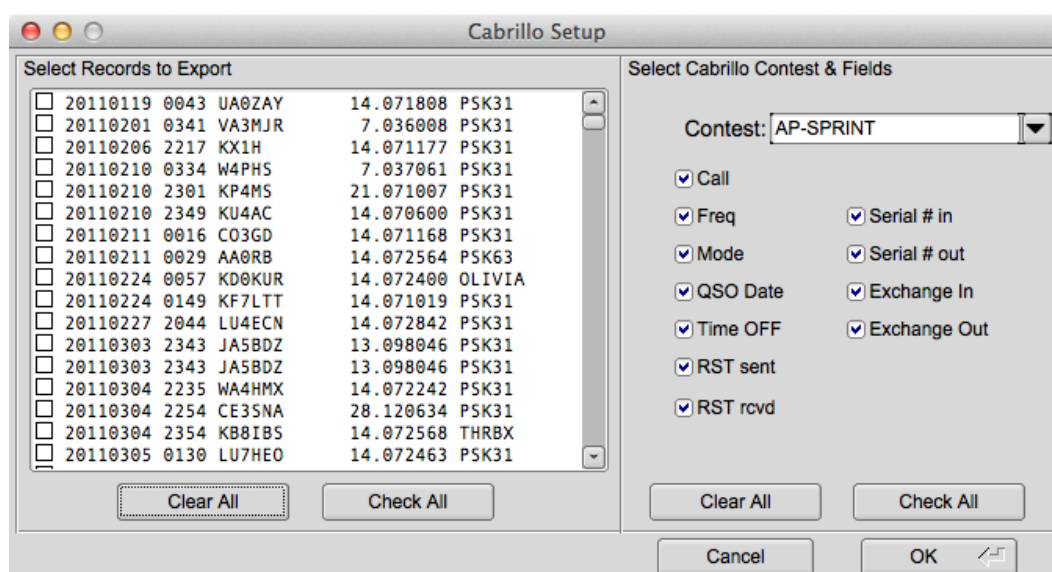 Cabrillo Setup
Select Records to Export
20110119 0043 UA0ZAY 14.071808 PSK31
20110201 0341 VA3MJR 7.036008 PSK31
20110206 2217 KX1H 14.071177 PSK31
20110210 0334 W4PHS 7.037061 PSK31
20110210 2301 KP4MS 21.071007 PSK31
20110210 2349 KU4AC 14.070600 PSK31
20110211 0016 CO3GD 14.071168 PSK31
20110211 0029 AA0RB 14.072564 PSK63
20110224 0057 KD0KUR 14.072400 OLIVIA
20110224 0149 KF7LTT 14.071019 PSK31
20110227 2044 LU4ECN 14.072842 PSK31
20110303 2343 JA5BDZ 13.098046 PSK31
20110303 2343 JA5BDZ 13.098046 PSK31
20110304 2235 WA4HMX 14.072242 PSK31
20110304 2254 CE3SNA 28.120634 PSK31
20110304 2354 KB8IBS 14.072568 THRBX
20110305 0130 LU7HEO 14.072463 PSK31
Clear All Check All
Select Cabrillo Contest & Fields
Contest: AP-SPRINT
Call
Freq Serial # in
Mode Serial # out
QSO Date Exchange In
Time OFF Exchange Out
RST sent
RST rcvd
Clear All Check All
Cancel OK